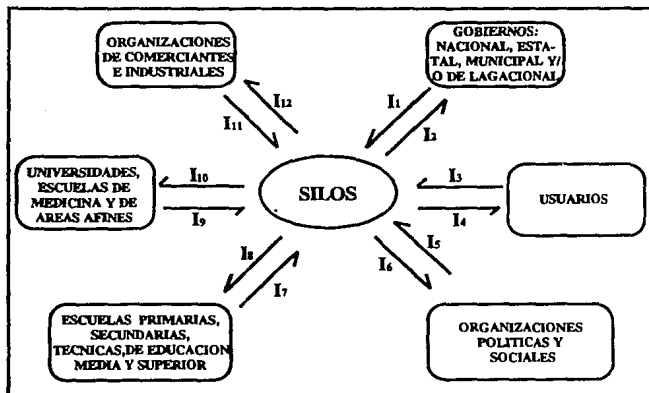 ORGANIZACIONES
DE COMERCIANTES
E INDUSTRIALES
GOBIERNOS:
NACIONAL, ESTA-
TAL, MUNICIPAL Y/
O DE LAGACIONAL
I12
I11
I1
I2
UNIVERSIDADES,
ESCUELAS DE
MEDICINA Y DE
AREAS AFINES
I10
I9
SILOS
I3
I4
USUARIOS
I8
I7
I5
I6
ESCUELAS PRIMARIAS,
SECUNDARIAS,
TECNICAS,DE EDUCACION
MEDIA Y SUPERIOR
ORGANIZACIONES
POLITICAS Y
SOCIALES